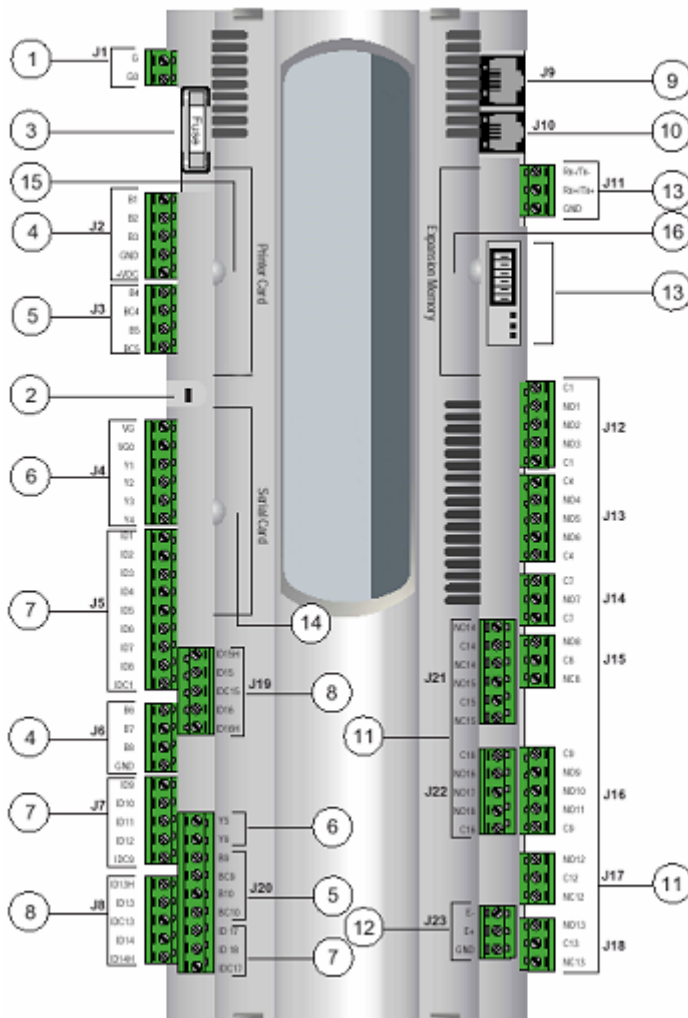 1
J1
G
G0
3
Fuse
15
Printer Card
4
J2
B1
B2
B3
GND
+VDC
5
J3
B4
BC4
B5
BC5
2
6
J4
VG
VG0
Y1
Y2
Y3
Y4
Serial Card
14
7
J5
ID1
ID2
ID3
ID4
ID5
ID6
ID7
ID8
IDC1
J19
ID15H
ID15
IDC15
ID16
ID16H
8
4
J6
B6
B7
B8
GND
7
J7
ID9
ID10
ID11
ID12
IDC9
8
J8
ID13H
ID13
IDC13
ID14
ID14H
J20
Y5
Y6
6
B9
BC9
B10
BC10
5
ID 17
ID 18
IDC17
7
J9
9
J10
10
J11
Rx-/Tx-
Rx+/Tx+
GND
13
Expansion Memory
16
13
J12
C1
NO1
NO2
NO3
C1
J13
C4
NO4
NO5
NO6
C4
J14
C7
NO7
C7
J15
NO8
C8
NC8
J21
NO14
C14
NC14
NO15
C15
NC15
11
J22
C16
NO16
NO17
NO18
C16
J16
C9
NO9
NO10
NO11
C9
J17
NO12
C12
NC12
11
J23
E-
E+
GND
12
J18
NO13
C13
NC13